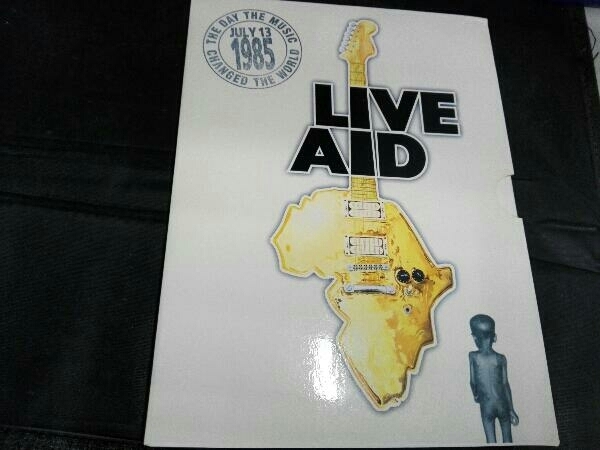 THE DAY THE MUSIC
JULY 13
1985
CHANGED THE WORLD
LIVE
AID